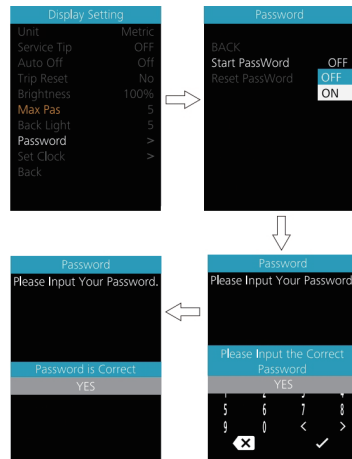 Display Setting
Unit Metric
Service Tip OFF
Auto Off Off
Trip Reset No
Brightness 100%
Max Pas 5
Back Light 5
Password >
Set Clock >
Back
Password
BACK
Start PassWord OFF
Reset PassWord OFF
ON
Password
Please Input Your Password
Please Input the Correct
Password
YES
5 6 7 8
9 0 < >
Password
Please Input Your Password.
Password is Correct
YES